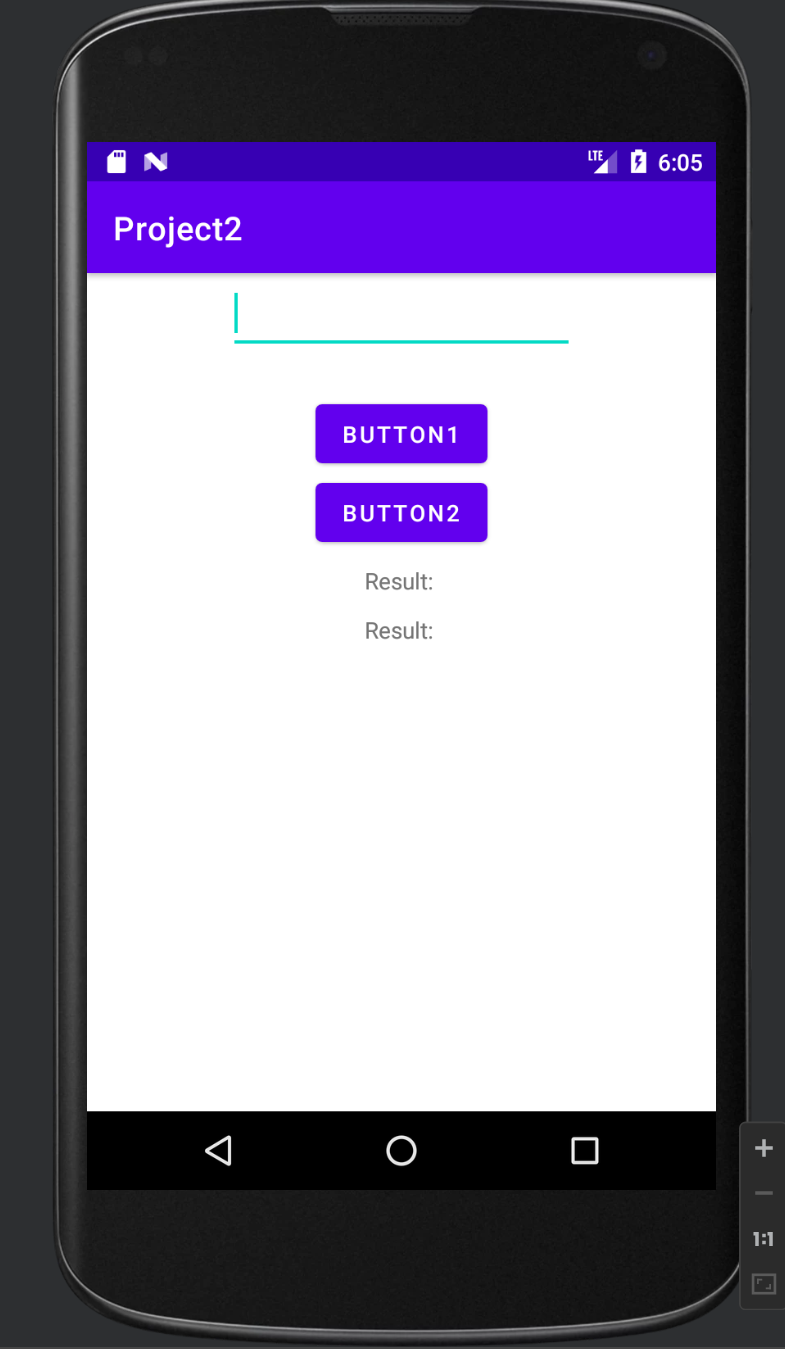 LTE 6:05
Project2
BUTTON1
BUTTON2
Result:
Result:
1:1